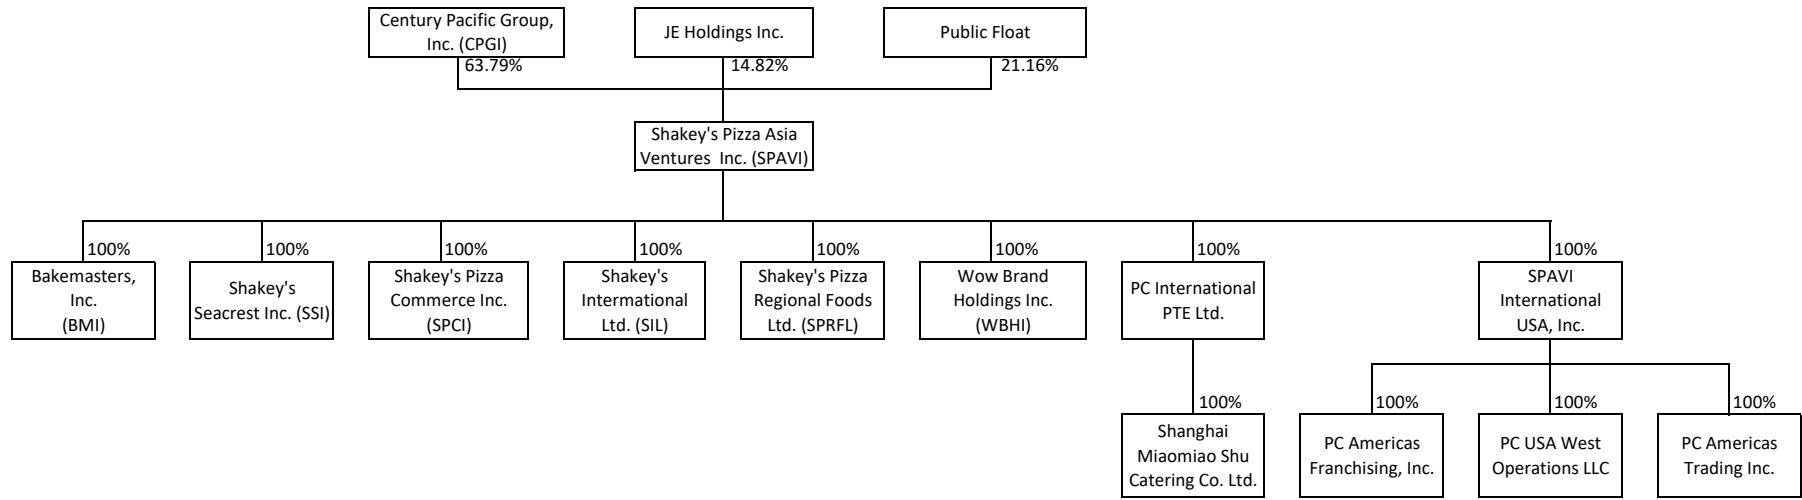 Century Pacific Group,
Inc. (CPGI)
JE Holdings Inc.
Public Float
63.79%
14.82%
21.16%
Shakey's Pizza Asia
Ventures Inc. (SPAVI)
100%
100%
100%
100%
100%
100%
100%
100%
Bakemasters,
Inc.
(BMI)
Shakey's
Seacrest Inc. (SSI)
Shakey's Pizza
Commerce Inc.
(SPCI)
Shakey's
Intermational
Ltd. (SIL)
Shakey's Pizza
Regional Foods
Ltd. (SPRFL)
Wow Brand
Holdings Inc.
(WBHI)
PC International
PTE Ltd.
SPAVI
International
USA, Inc.
100%
100%
100%
100%
Shanghai
Miaomiao Shu
Catering Co. Ltd.
PC Americas
Franchising, Inc.
PC USA West
Operations LLC
PC Americas
Trading Inc.